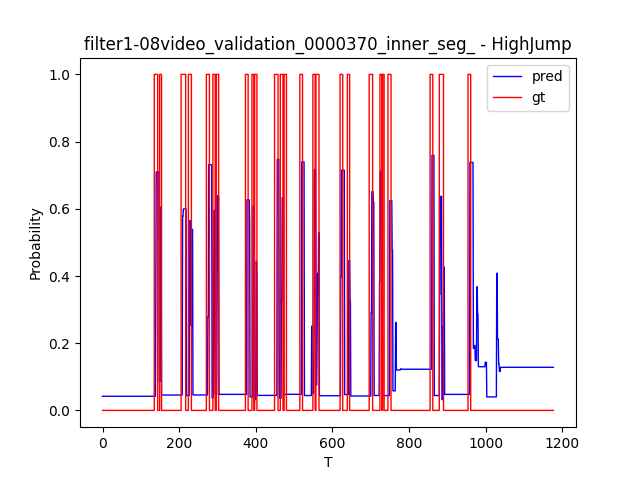 filter1-08video_validation_0000370_inner_seg_ - HighJump
pred
gt
Probability
1.0
0.8
0.6
0.4
0.2
0.0
0 200 400 600 800 1000 1200
T